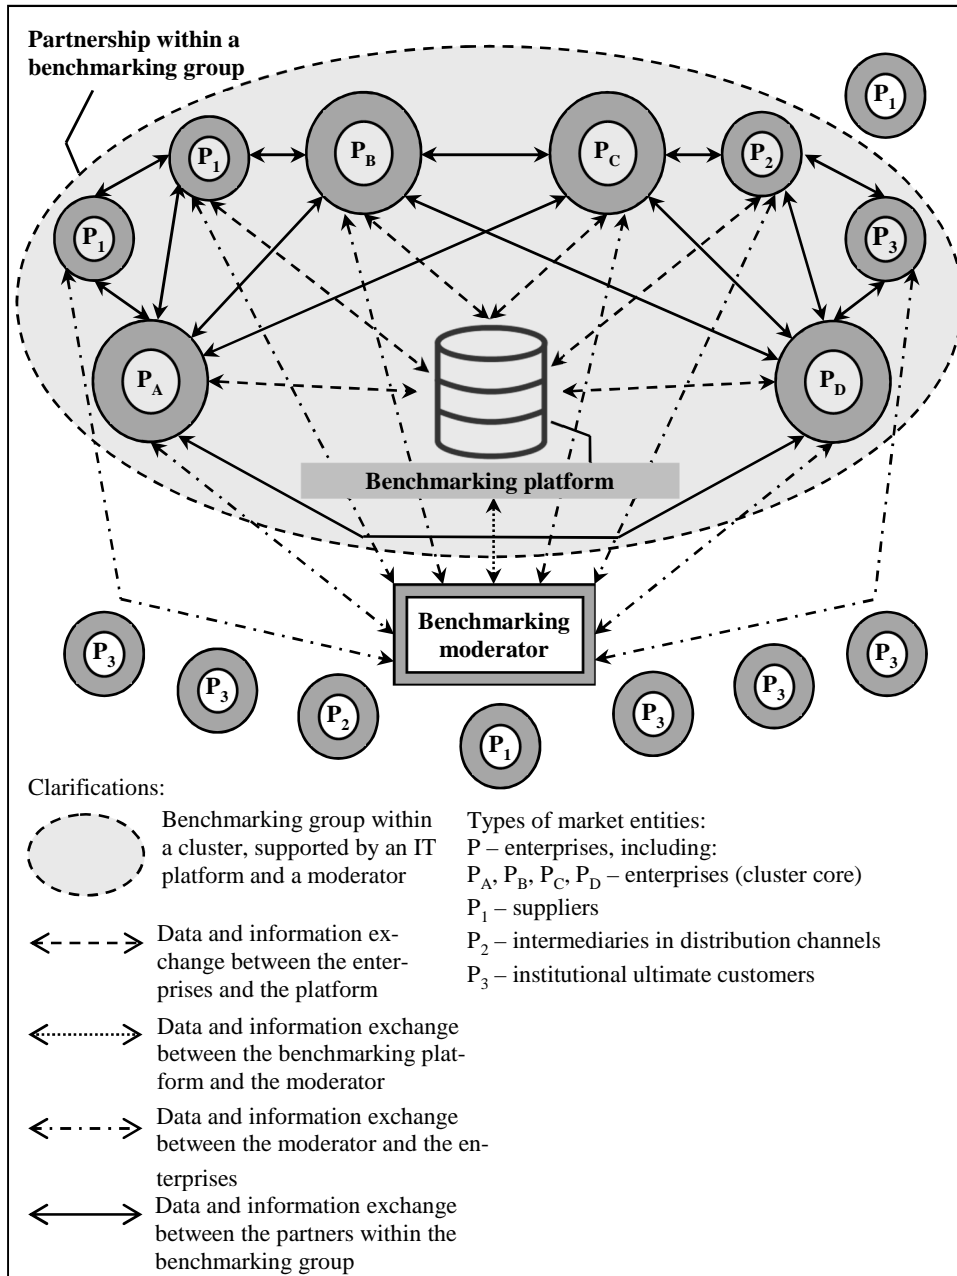 Partnership within a
benchmarking group
P1
P1
PB
PC
P2
P1
P3
PA
PD
Benchmarking platform
Benchmarking
moderator
P3
P3
P2
P1
P3
P3
P3
Clarifications:
Benchmarking group within
a cluster, supported by an IT
platform and a moderator
Data and information ex-
change between the enter-
prises and the platform
Data and information exchange
between the benchmarking plat-
form and the moderator
Data and information exchange
between the moderator and the en-
terprises
Data and information exchange
between the partners within the
benchmarking group
Types of market entities:
P – enterprises, including:
PA, PB, PC, PD – enterprises (cluster core)
P1 – suppliers
P2 – intermediaries in distribution channels
P3 – institutional ultimate customers